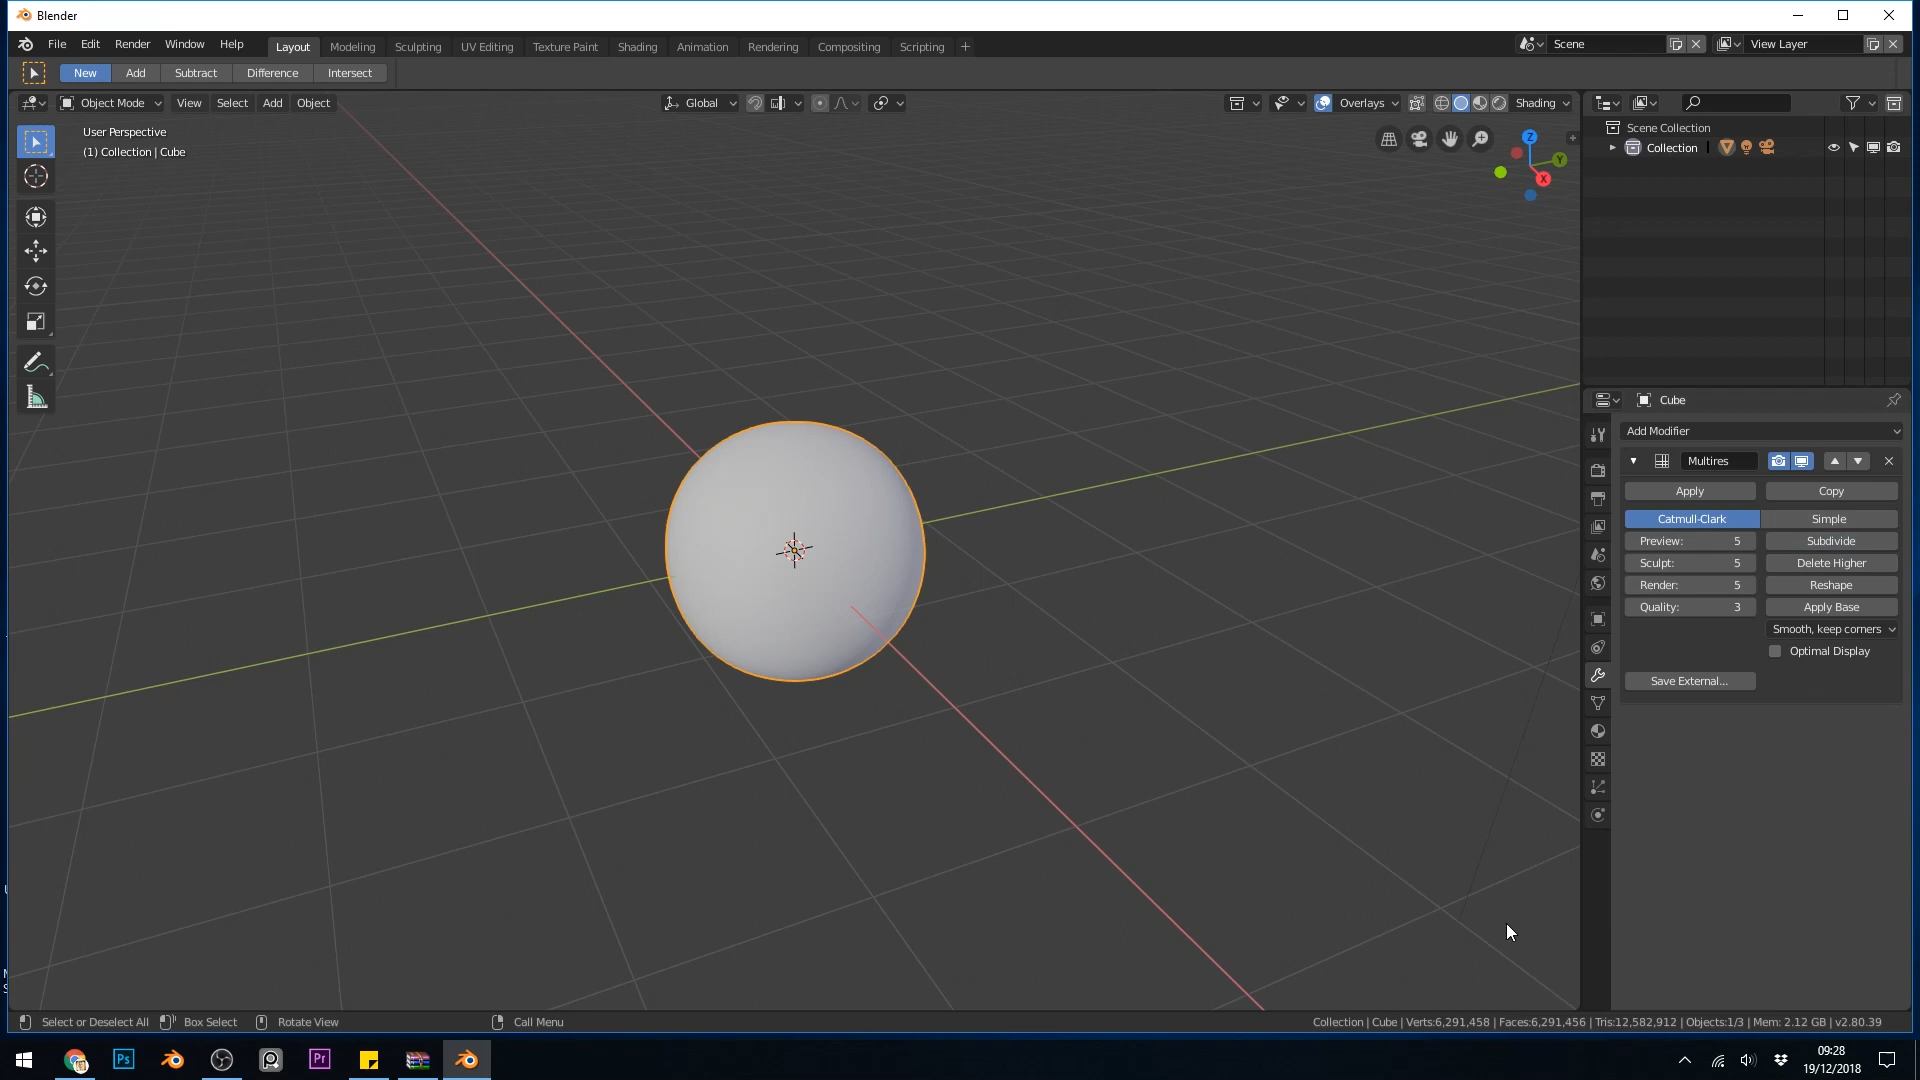 Blender
File Edit Render Window Help Layout Modeling Sculpting UV Editing Texture Paint Shading Animation Rendering Compositing Scripting + Scene View Layer
New Add Subtract Difference Intersect
Object Mode View Select Add Object Global Overlays Shading
User Perspective
(1) Collection | Cube
Z
Y
X
Scene Collection
Collection
Cube
Add Modifier
Multires
Apply Copy
Catmull-Clark Simple
Preview: 5 Subdivide
Sculpt: 5 Delete Higher
Render: 5 Reshape
Quality: 3 Apply Base
Smooth, keep corners
Optimal Display
Save External...
Select or Deselect All Box Select Rotate View Call Menu Collection | Cube | Verts:6,291,458 | Faces:6,291,456 | Tris:12,582,912 | Objects:1/3 | Mem: 2.12 GB | v2.80.39
Ps Pr
09:28
19/12/2018